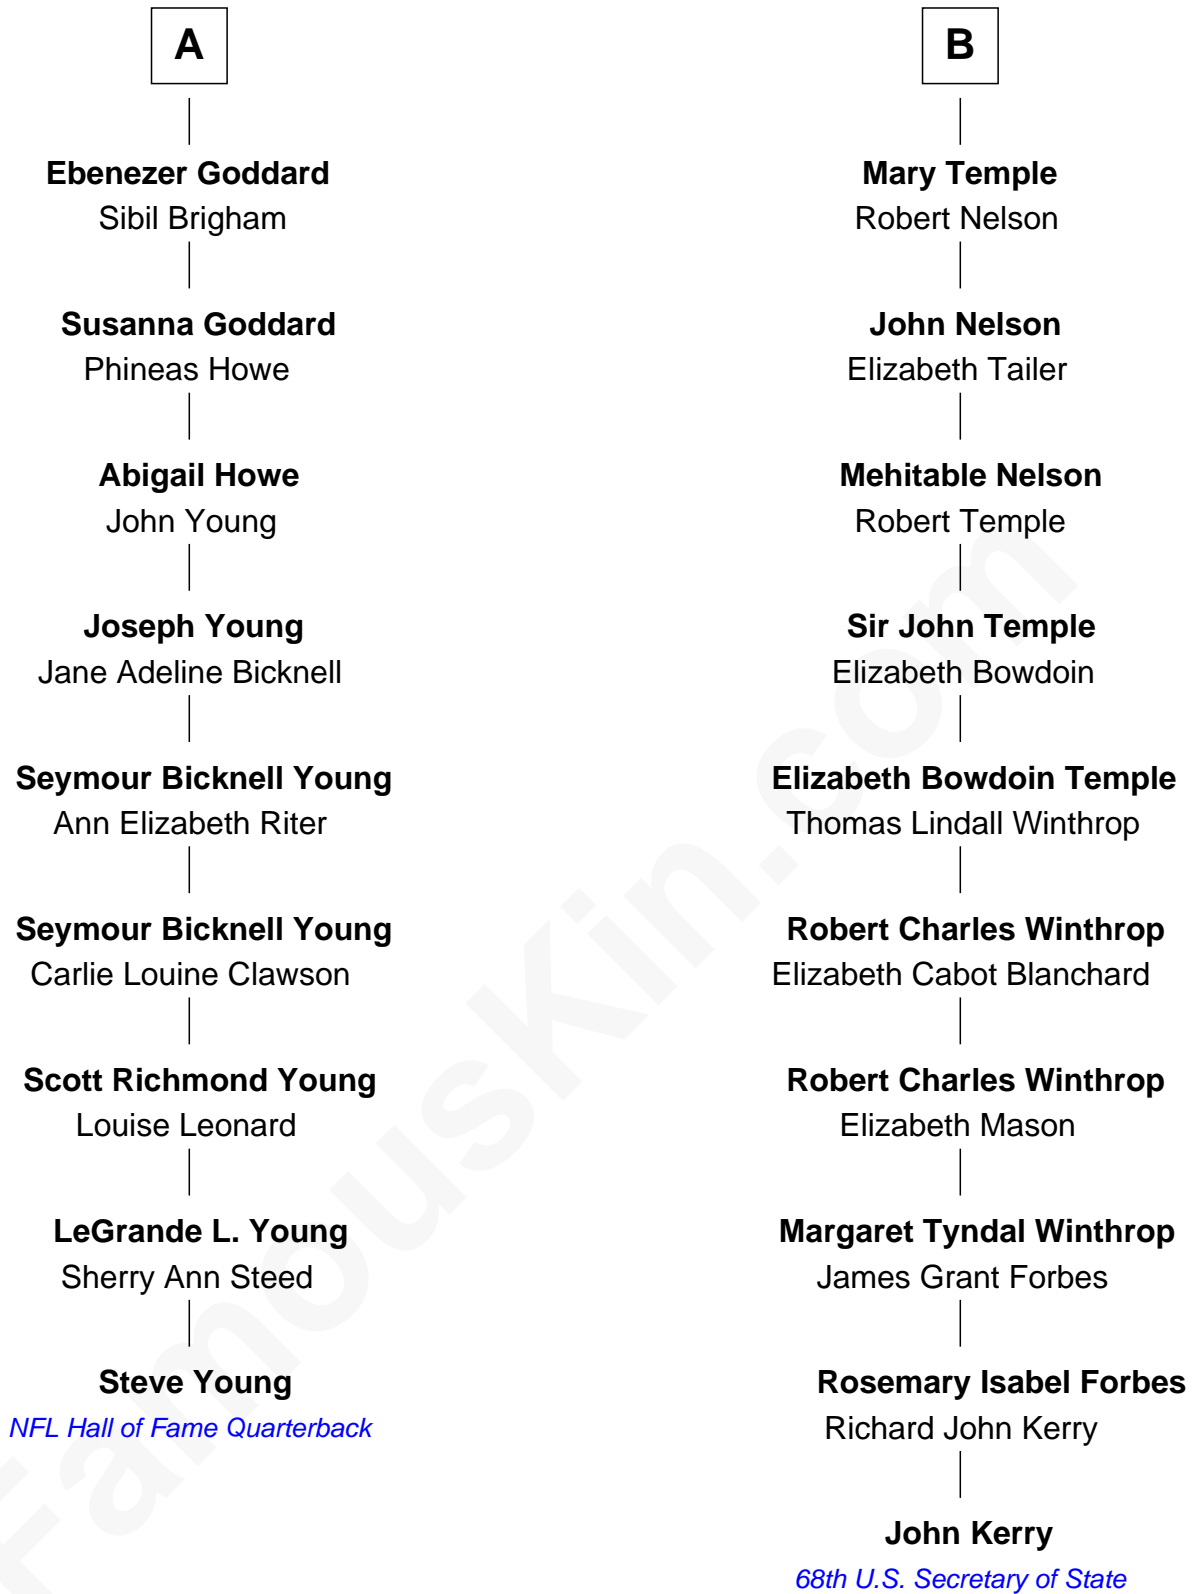 A
Ebenezer Goddard
Sibil Brigham
Susanna Goddard
Phineas Howe
Abigail Howe
John Young
Joseph Young
Jane Adeline Bicknell
Seymour Bicknell Young
Ann Elizabeth Riter
Seymour Bicknell Young
Carlie Louine Clawson
Scott Richmond Young
Louise Leonard
LeGrande L. Young
Sherry Ann Steed
Steve Young
NFL Hall of Fame Quarterback
B
Mary Temple
Robert Nelson
John Nelson
Elizabeth Tailer
Mehitable Nelson
Robert Temple
Sir John Temple
Elizabeth Bowdoin
Elizabeth Bowdoin Temple
Thomas Lindall Winthrop
Robert Charles Winthrop
Elizabeth Cabot Blanchard
Robert Charles Winthrop
Elizabeth Mason
Margaret Tyndal Winthrop
James Grant Forbes
Rosemary Isabel Forbes
Richard John Kerry
John Kerry
68th U.S. Secretary of State
FamousKin.com